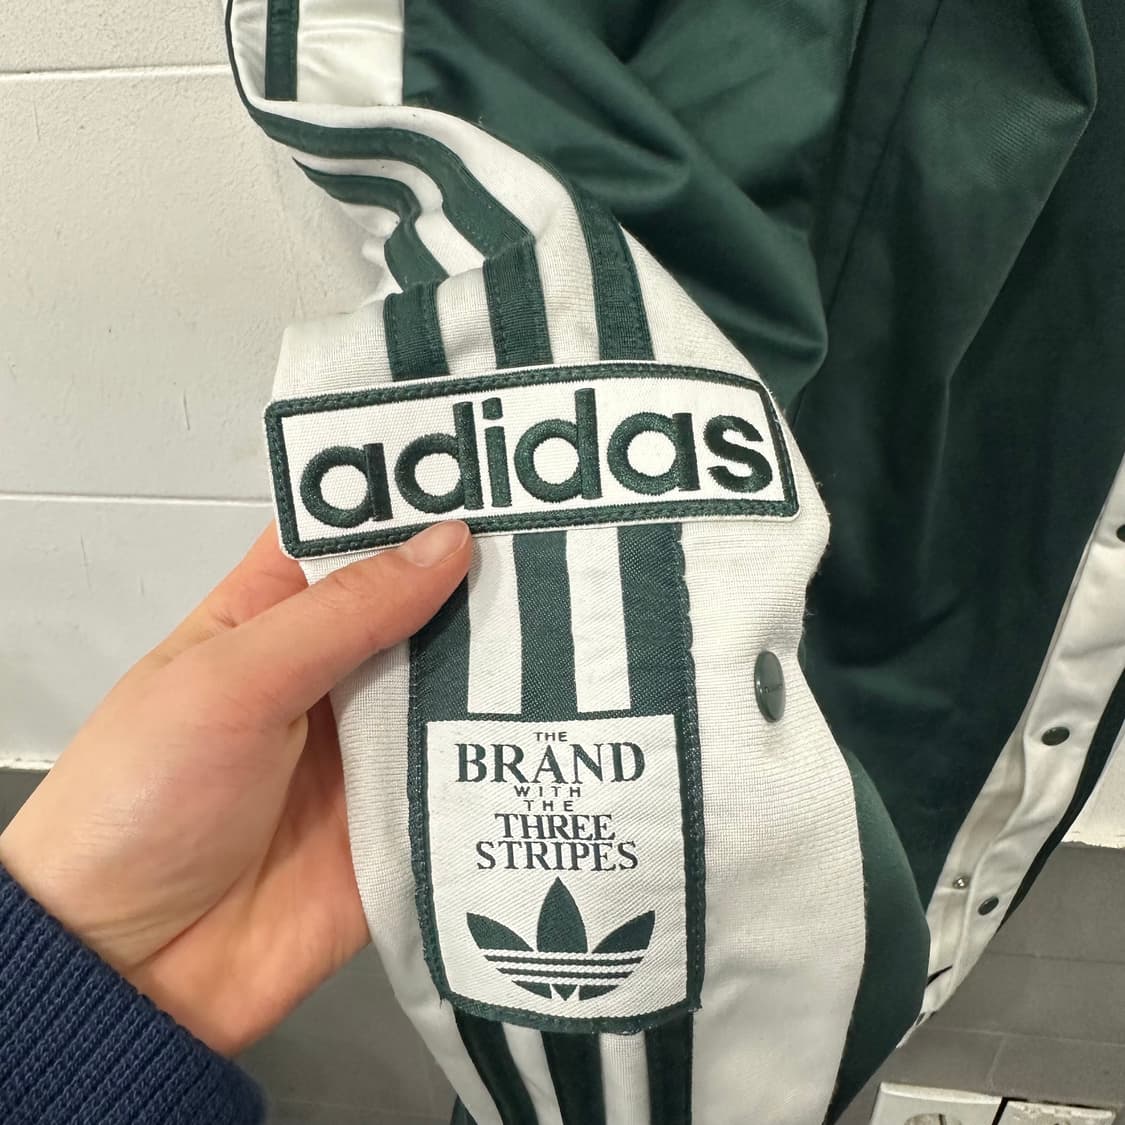 adidas
THE
BRAND
WITH
THE
THREE
STRIPES